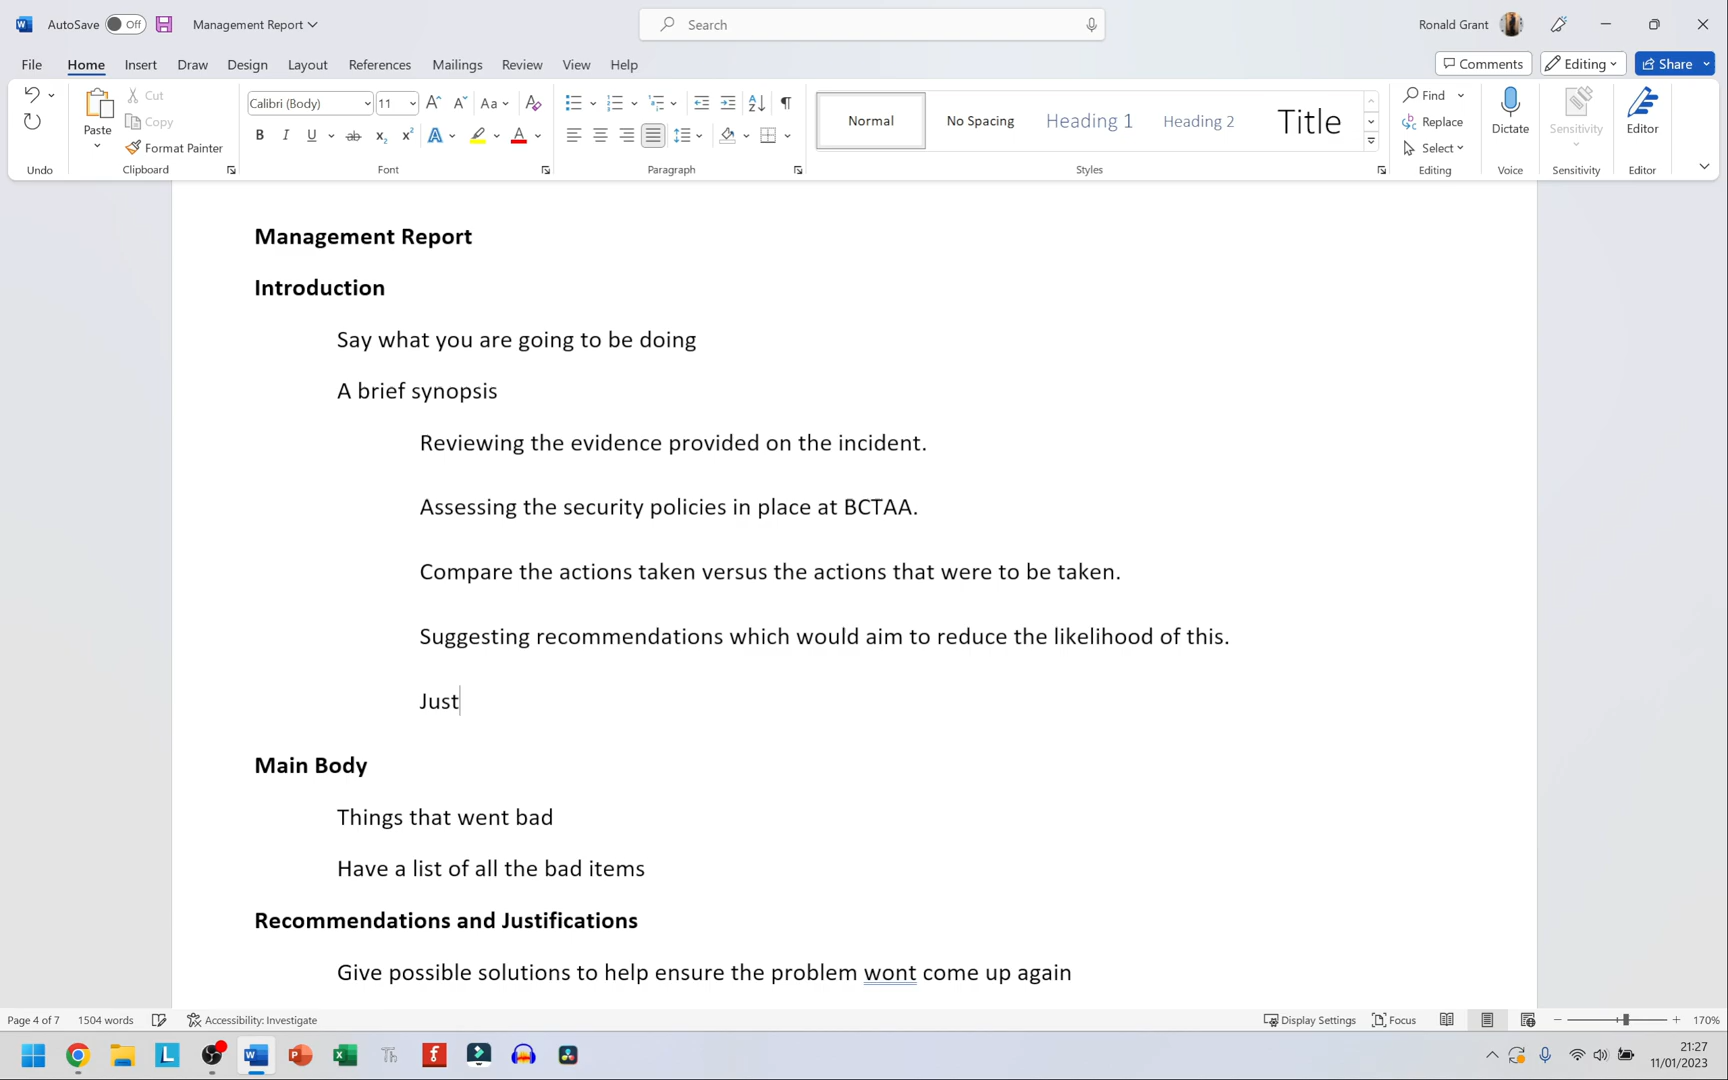 AutoSave Off Management Report Search Ronald Grant
File Home Insert Draw Design Layout References Mailings Review View Help Comments Editing Share
Calibri (Body) 11 Aa
Paste Cut Copy Format Painter
B I U ab x₂ x² A A
Normal No Spacing Heading 1 Heading 2 Title
Find Replace Select Dictate Sensitivity Editor
Undo Clipboard Font Paragraph Styles Editing Voice Sensitivity Editor
Management Report
Introduction
Say what you are going to be doing
A brief synopsis
Reviewing the evidence provided on the incident.
Assessing the security policies in place at BCTAA.
Compare the actions taken versus the actions that were to be taken.
Suggesting recommendations which would aim to reduce the likelihood of this.
Just
Main Body
Things that went bad
Have a list of all the bad items
Recommendations and Justifications
Give possible solutions to help ensure the problem wont come up again
Page 4 of 7 1504 words Accessibility: Investigate Display Settings Focus 170%
21:27
11/01/2023